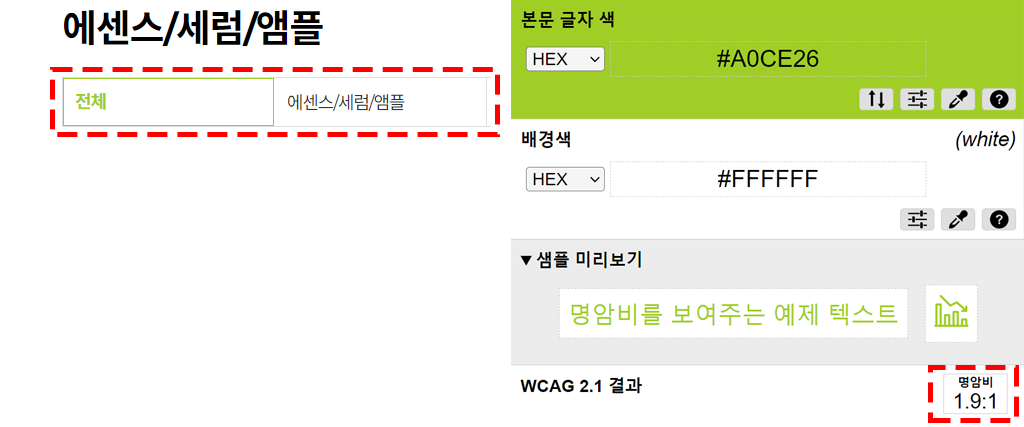 에센스/세럼/앰플
전체
에센스/세럼/앰플
본문 글자 색
HEX
#A0CE26
배경색
(white)
HEX
#FFFFFF
▼ 샘플 미리보기
명암비를 보여주는 예제 텍스트
WCAG 2.1 결과
명암비
1.9:1